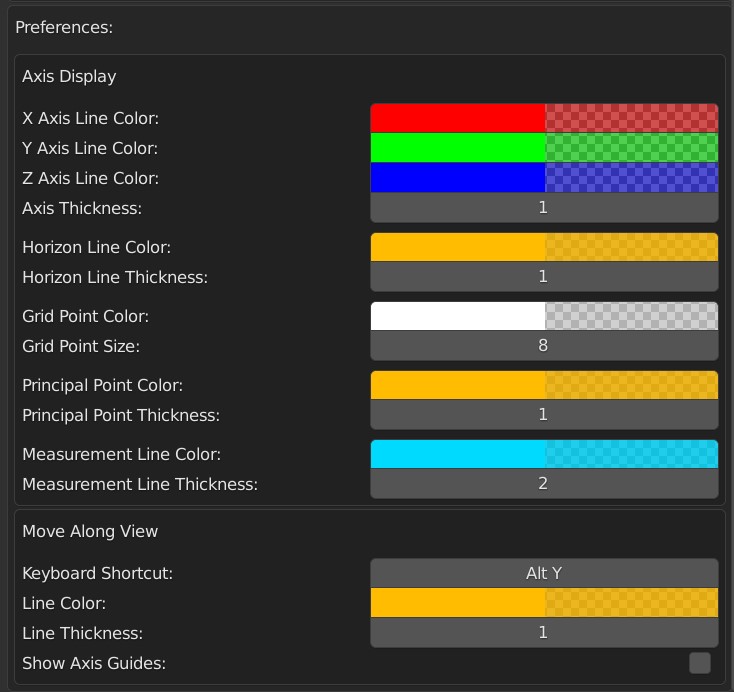 Preferences:
Axis Display
X Axis Line Color:
Y Axis Line Color:
Z Axis Line Color:
Axis Thickness: 1
Horizon Line Color:
Horizon Line Thickness: 1
Grid Point Color:
Grid Point Size: 8
Principal Point Color:
Principal Point Thickness: 1
Measurement Line Color:
Measurement Line Thickness: 2
Move Along View
Keyboard Shortcut: Alt Y
Line Color:
Line Thickness: 1
Show Axis Guides: